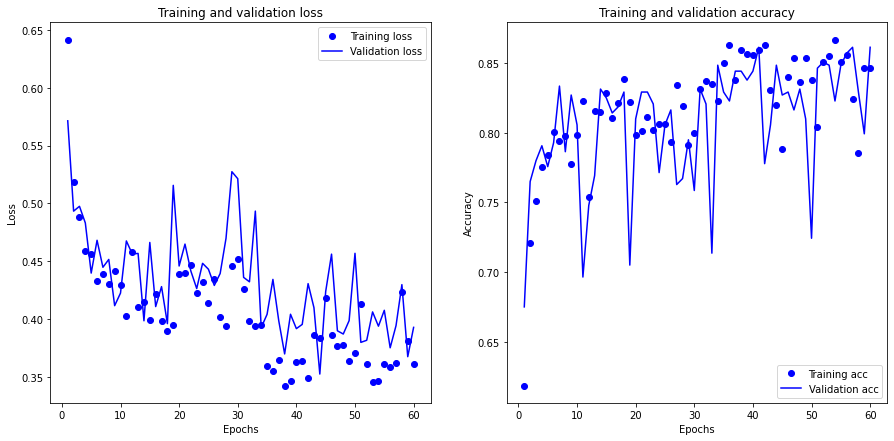 Training and validation loss
0.65
0.60
0.55
0.50
0.45
0.40
0.35
Loss
0
10
20
30
40
50
60
Epochs
Training loss
Validation loss
Training and validation accuracy
0.85
0.80
0.75
0.70
0.65
Accuracy
0
10
20
30
40
50
60
Epochs
Training acc
Validation acc